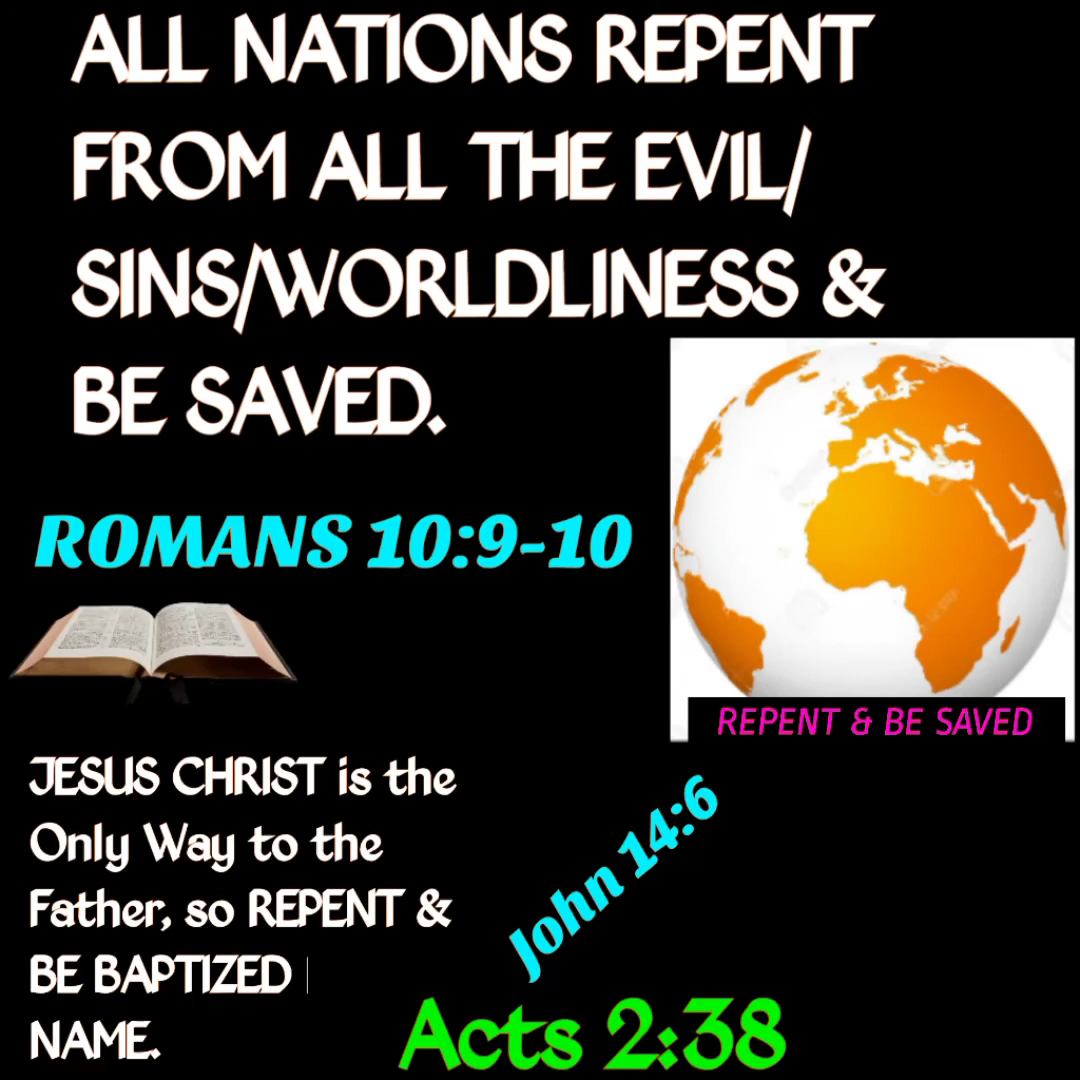 ALL NATIONS REPENT
FROM ALL THE EVIL/
SINS/WORLDLINESS &
BE SAVED.
ROMANS 10:9-10
REPENT & BE SAVED
JESUS CHRIST is the
Only Way to the
Father, so REPENT &
BE BAPTIZED
NAME.
John 14:6
Acts 2:38